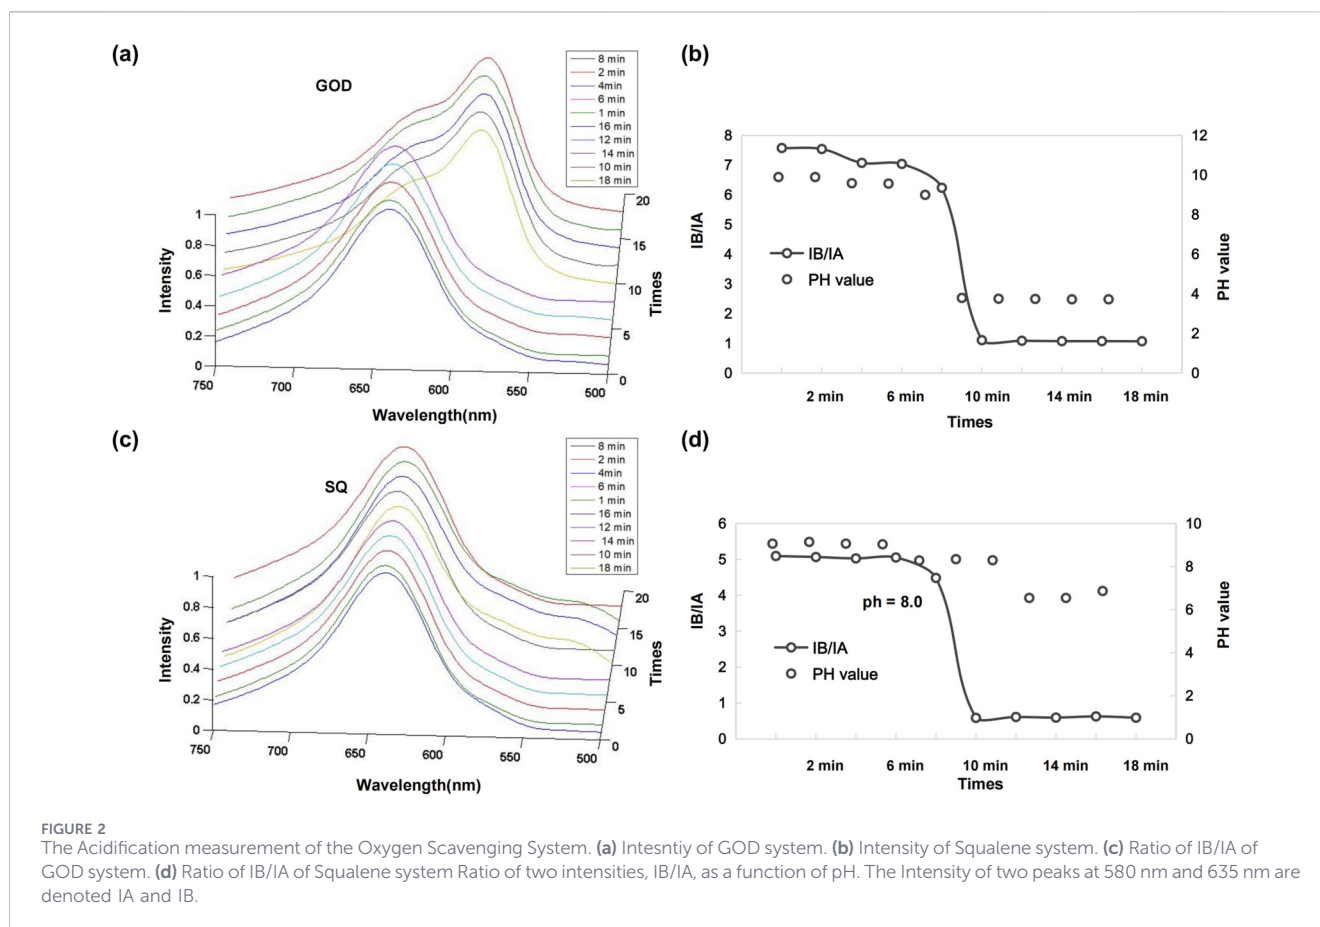 (a)
GOD
8 min
2 min
4min
6 min
1 min
16 min
12 min
14 min
10 min
18 min
Intensity
1
0.8
0.6
0.4
0.2
0
750
700
650
600
550
500
20
15
10
5
0
Times
Wavelength(nm)
(b)
8
7
6
5
4
3
2
1
0
IB/IA
IB/IA
PH value
12
10
8
6
4
2
0
PH value
2 min
6 min
10 min
14 min
18 min
Times
(c)
SQ
8 min
2 min
4min
6 min
1 min
16 min
12 min
14 min
10 min
18 min
Intensity
1
0.8
0.6
0.4
0.2
0
750
700
650
600
550
500
20
15
10
5
0
Times
Wavelength(nm)
(d)
6
5
4
3
2
1
0
IB/IA
ph = 8.0
IB/IA
PH value
10
8
6
4
2
0
PH value
2 min
6 min
10 min
14 min
18 min
Times
FIGURE 2
The Acidification measurement of the Oxygen Scavenging System. (a) Intesntiy of GOD system. (b) Intensity of Squalene system. (c) Ratio of IB/IA of
GOD system. (d) Ratio of IB/IA of Squalene system Ratio of two intensities, IB/IA, as a function of pH. The Intensity of two peaks at 580 nm and 635 nm are
denoted IA and IB.